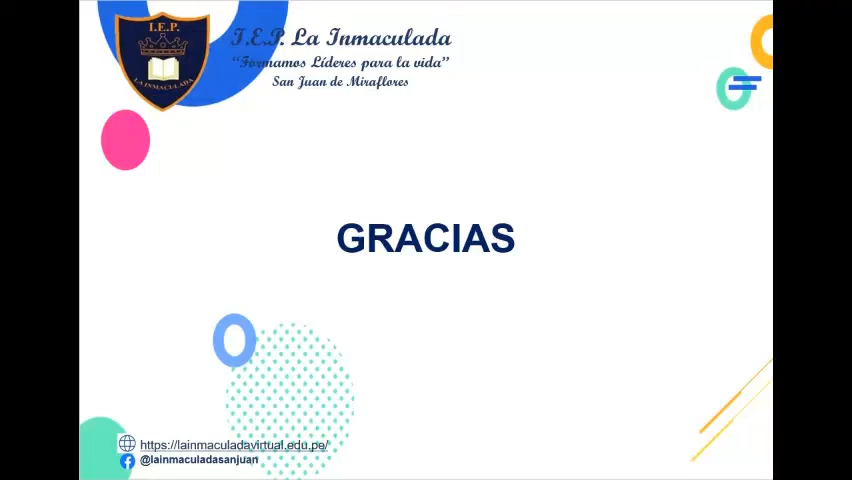 I.E.P.
LA INMACULADA
I.E.P. La Inmaculada
“Formamos Líderes para la vida”
San Juan de Miraflores
GRACIAS
https://lainmaculadavirtual.edu.pe/
@lainmaculadasanjuan